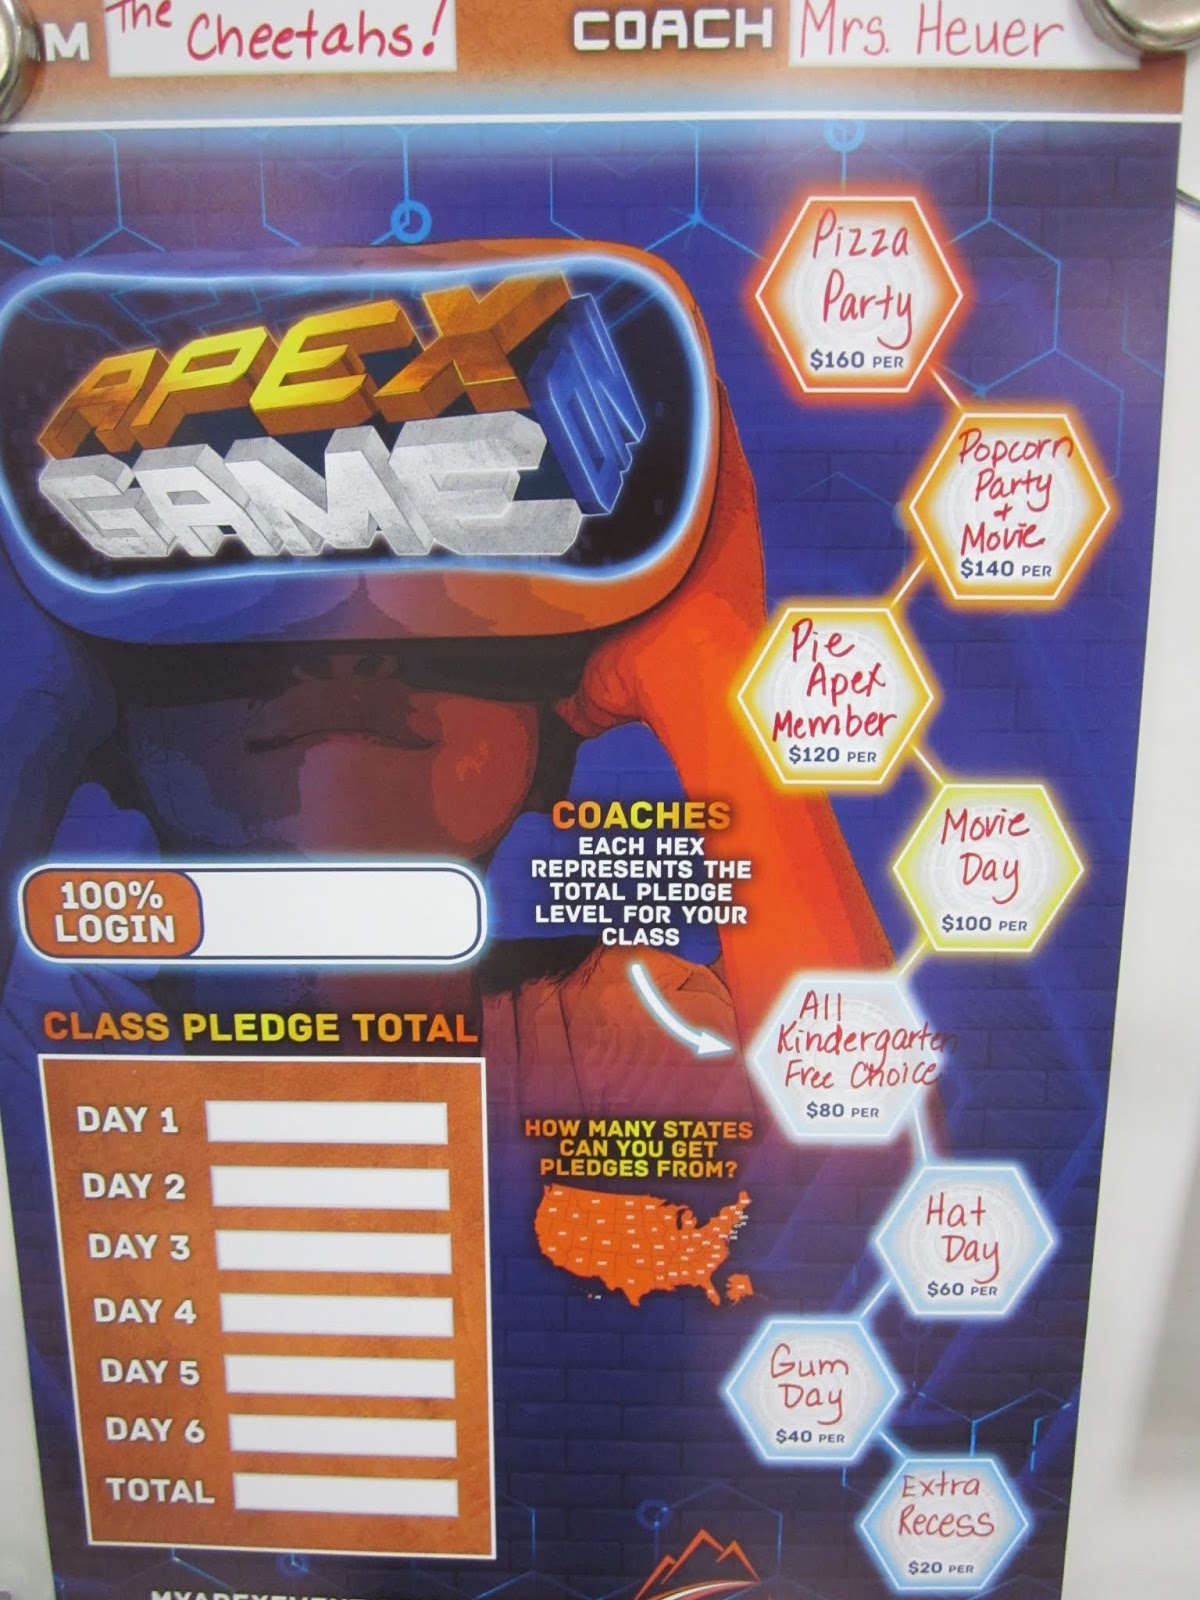 M The Cheetahs! COACH Mrs. Heuer
APEX
GAME
ON
Pizza
Party
$160 PER
Popcorn
Party
+
Movie
$140 PER
Pie
Apex
Member
$120 PER
Movie
Day
$100 PER
COACHES
EACH HEX
REPRESENTS THE
TOTAL PLEDGE
LEVEL FOR YOUR
CLASS
100%
LOGIN
All
Kindergarten
Free Choice
$80 PER
CLASS PLEDGE TOTAL
DAY 1
DAY 2
DAY 3
DAY 4
DAY 5
DAY 6
TOTAL
HOW MANY STATES
CAN YOU GET
PLEDGES FROM?
Hat
Day
$60 PER
Gum
Day
$40 PER
Extra
Recess
$20 PER